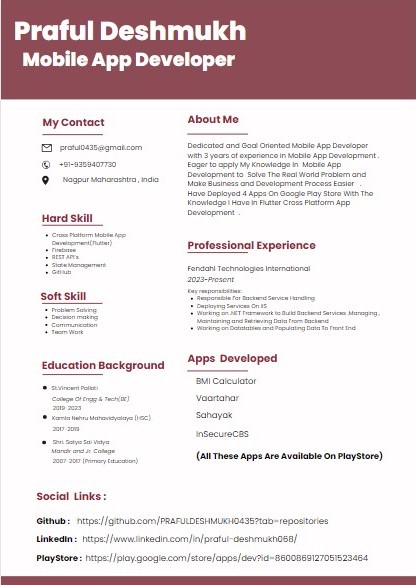 Praful Deshmukh
Mobile App Developer
My Contact
praful0435@gmail.com
+91-9359407730
Nagpur Maharashtra , India
Hard Skill
Cross Platform Mobile App
Development(Flutter)
Firebase
REST API's
State Management
GitHub
Soft Skill
Problem Solving
Decision making
Communication
Team Work
Education Background
St.Vincent Pallati
College Of Engg & Tech(BE)
2019-2023
Kamla Nehru Mahavidyalaya (HSC)
2017-2019
Shri. Satya Sai Vidya
Mandir and Jr. College
2007-2017 (Primary Education)
About Me
Dedicated and Goal Oriented Mobile App Developer
with 3 years of experience in Mobile App Development .
Eager to apply My Knowledge In Mobile App
Development to Solve The Real World Problem and
Make Business and Development Process Easier .
Have Deployed 4 Apps On Google Play Store With The
Knowledge I Have In Flutter Cross Platform App
Development .
Professional Experience
Fendahl Technologies International
2023-Present
Key responsibilities:
Responsible For Backend Service Handling
Deploying Services On IIS
Working on .NET Framework to Build Backend Services ,Managing ,
Maintaining and Retrieving Data From Backend
Working on Datatables and Populating Data To Front End
Apps Developed
BMI Calculator
Vaartahar
Sahayak
InSecureCBS
(All These Apps Are Available On PlayStore)
Social Links :
Github : https://github.com/PRAFULDESHMUKH0435?tab=repositories
LinkedIn : https://www.linkedin.com/in/praful-deshmukh068/
PlayStore : https://play.google.com/store/apps/dev?id=8600869127051523464